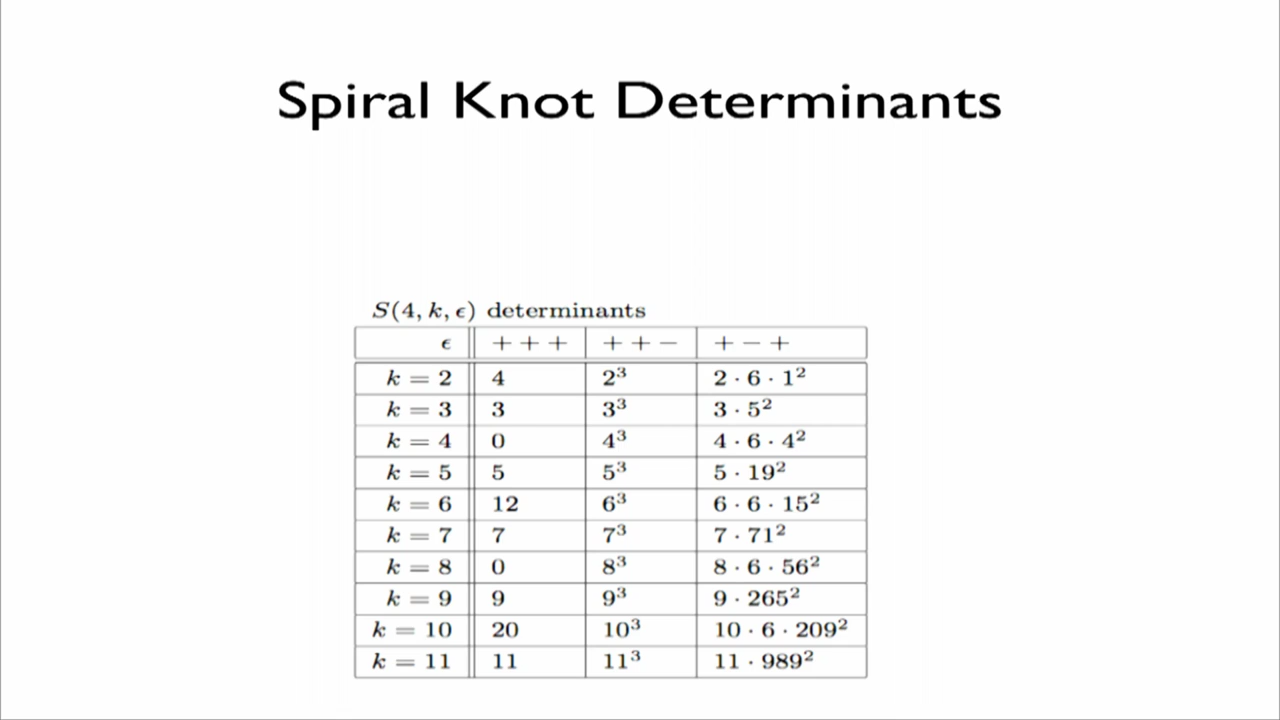 Spiral Knot Determinants
S(4, k, ϵ) determinants
ϵ + + + + + − + − +
k = 2 4 2³ 2 · 6 · 1²
k = 3 3 3³ 3 · 5²
k = 4 0 4³ 4 · 6 · 4²
k = 5 5 5³ 5 · 19²
k = 6 12 6³ 6 · 6 · 15²
k = 7 7 7³ 7 · 71²
k = 8 0 8³ 8 · 6 · 56²
k = 9 9 9³ 9 · 265²
k = 10 20 10³ 10 · 6 · 209²
k = 11 11 11³ 11 · 989²